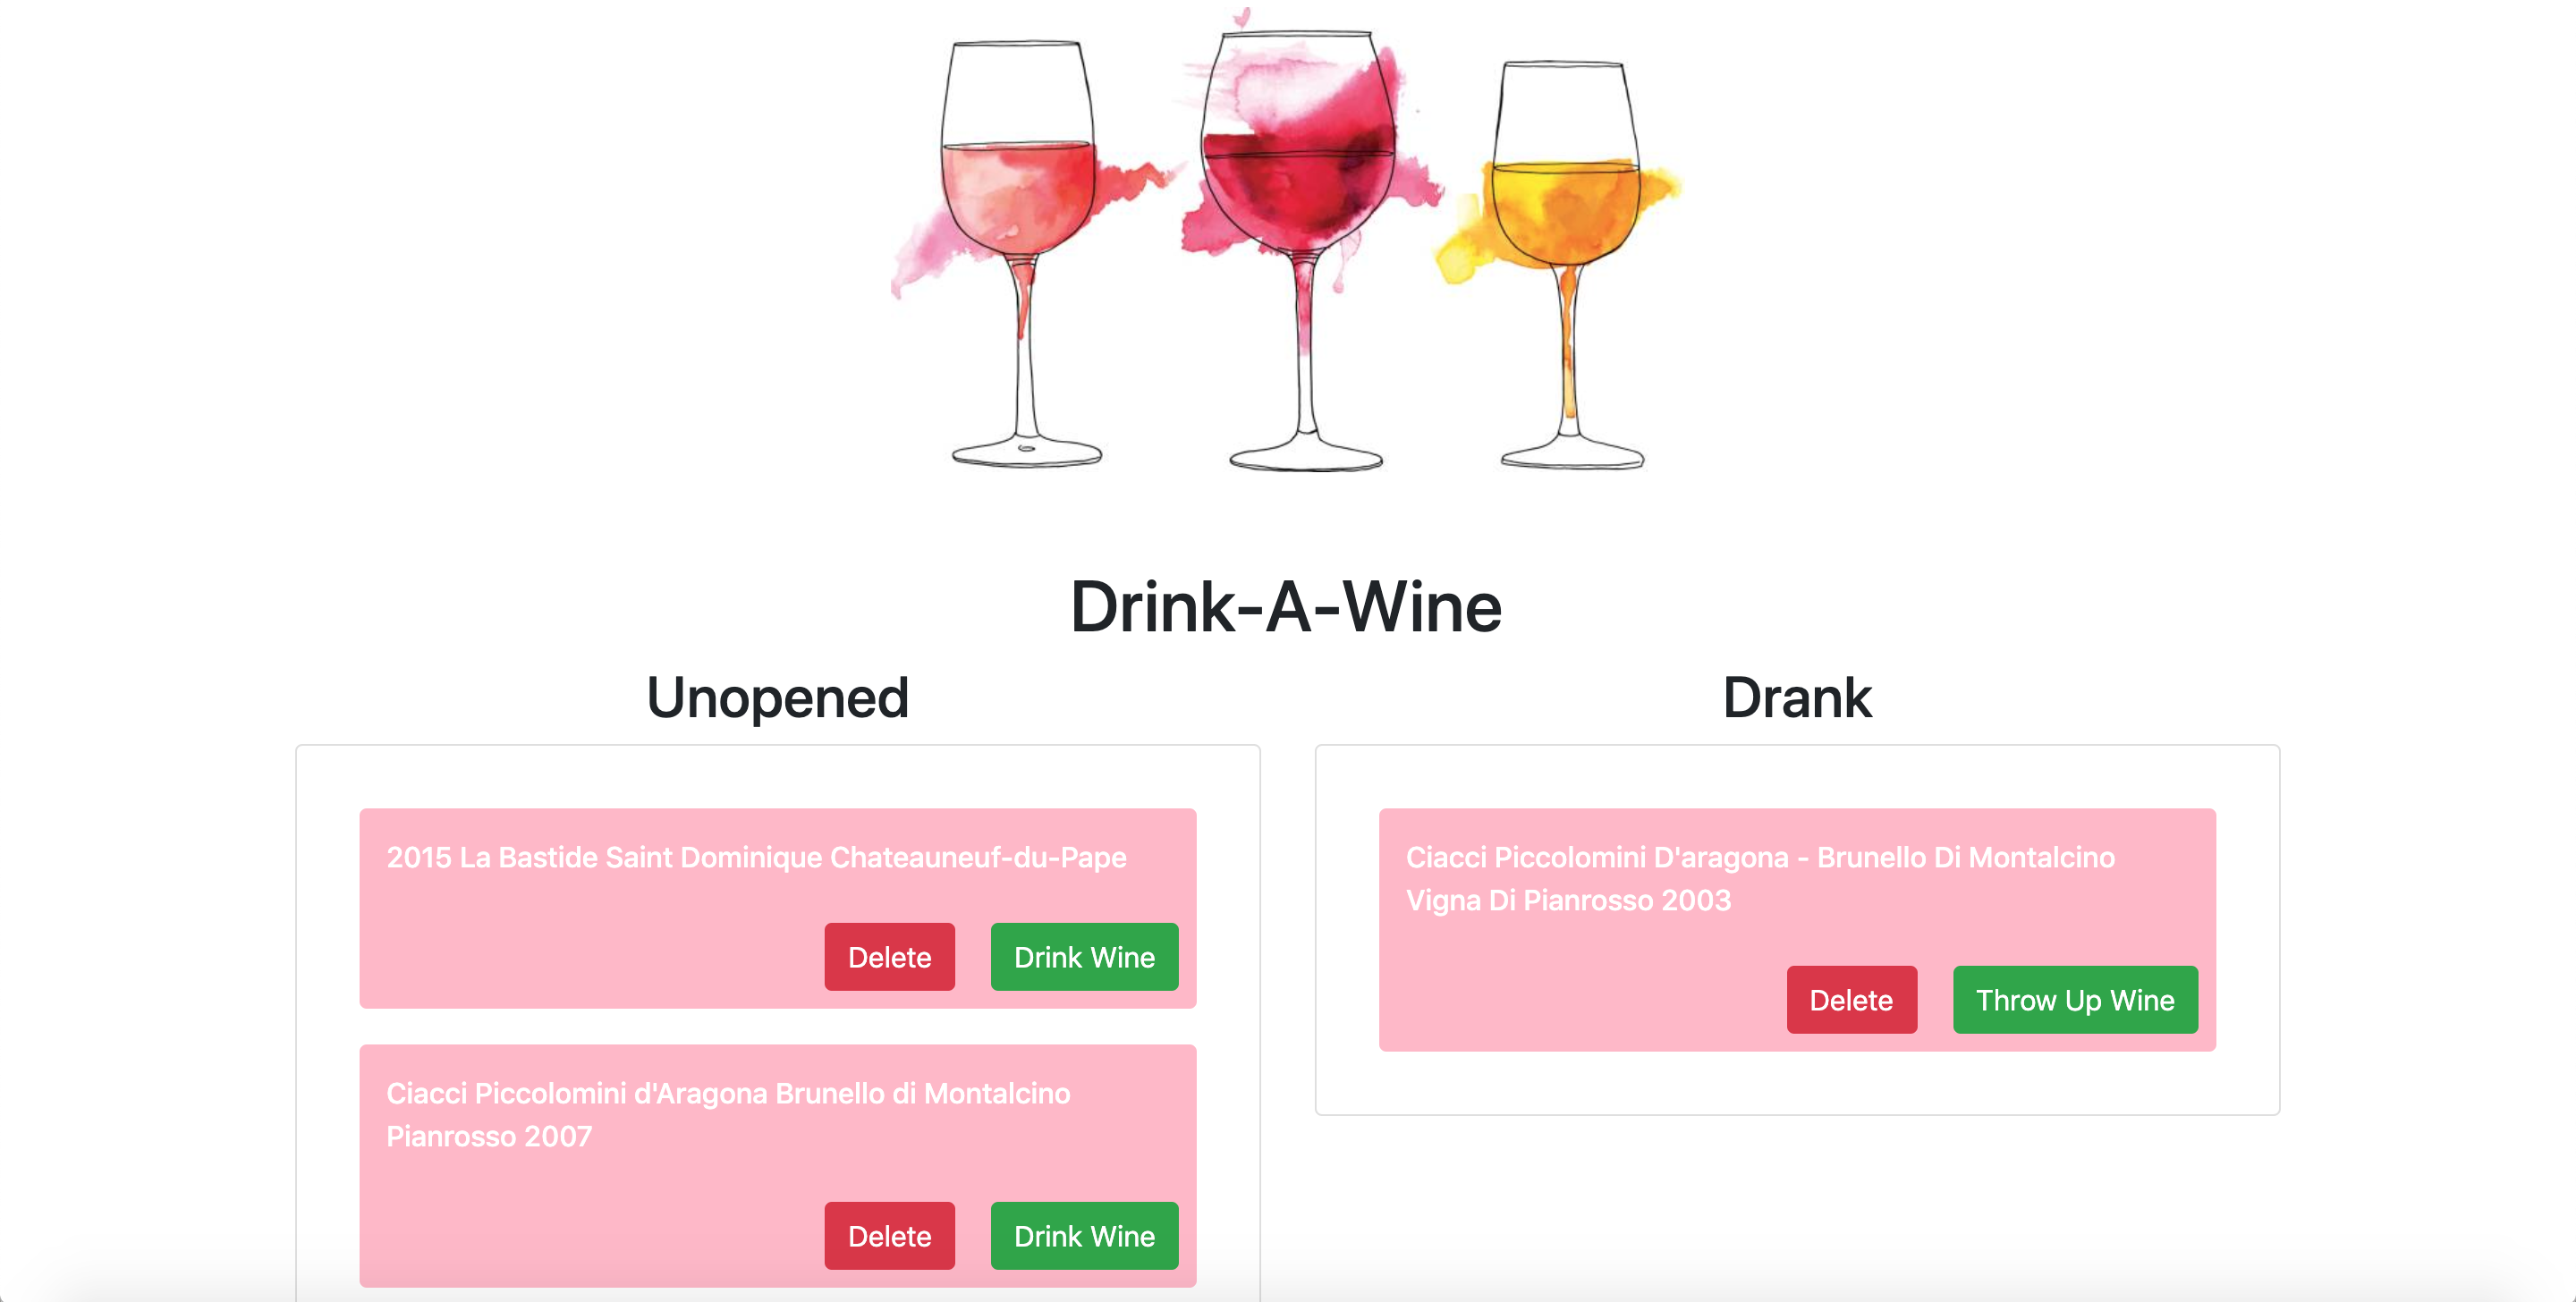 Drink-A-Wine
Unopened
2015 La Bastide Saint Dominique Chateauneuf-du-Pape
Delete
Drink Wine
Ciacci Piccolomini d'Aragona Brunello di Montalcino
Pianrosso 2007
Delete
Drink Wine
Drank
Ciacci Piccolomini D'aragona - Brunello Di Montalcino
Vigna Di Pianrosso 2003
Delete
Throw Up Wine